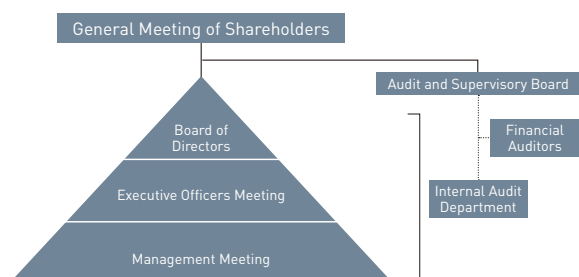 General Meeting of Shareholders
Audit and Supervisory Board
Board of
Directors
Financial
Auditors
Executive Officers Meeting
Internal Audit
Department
Management Meeting